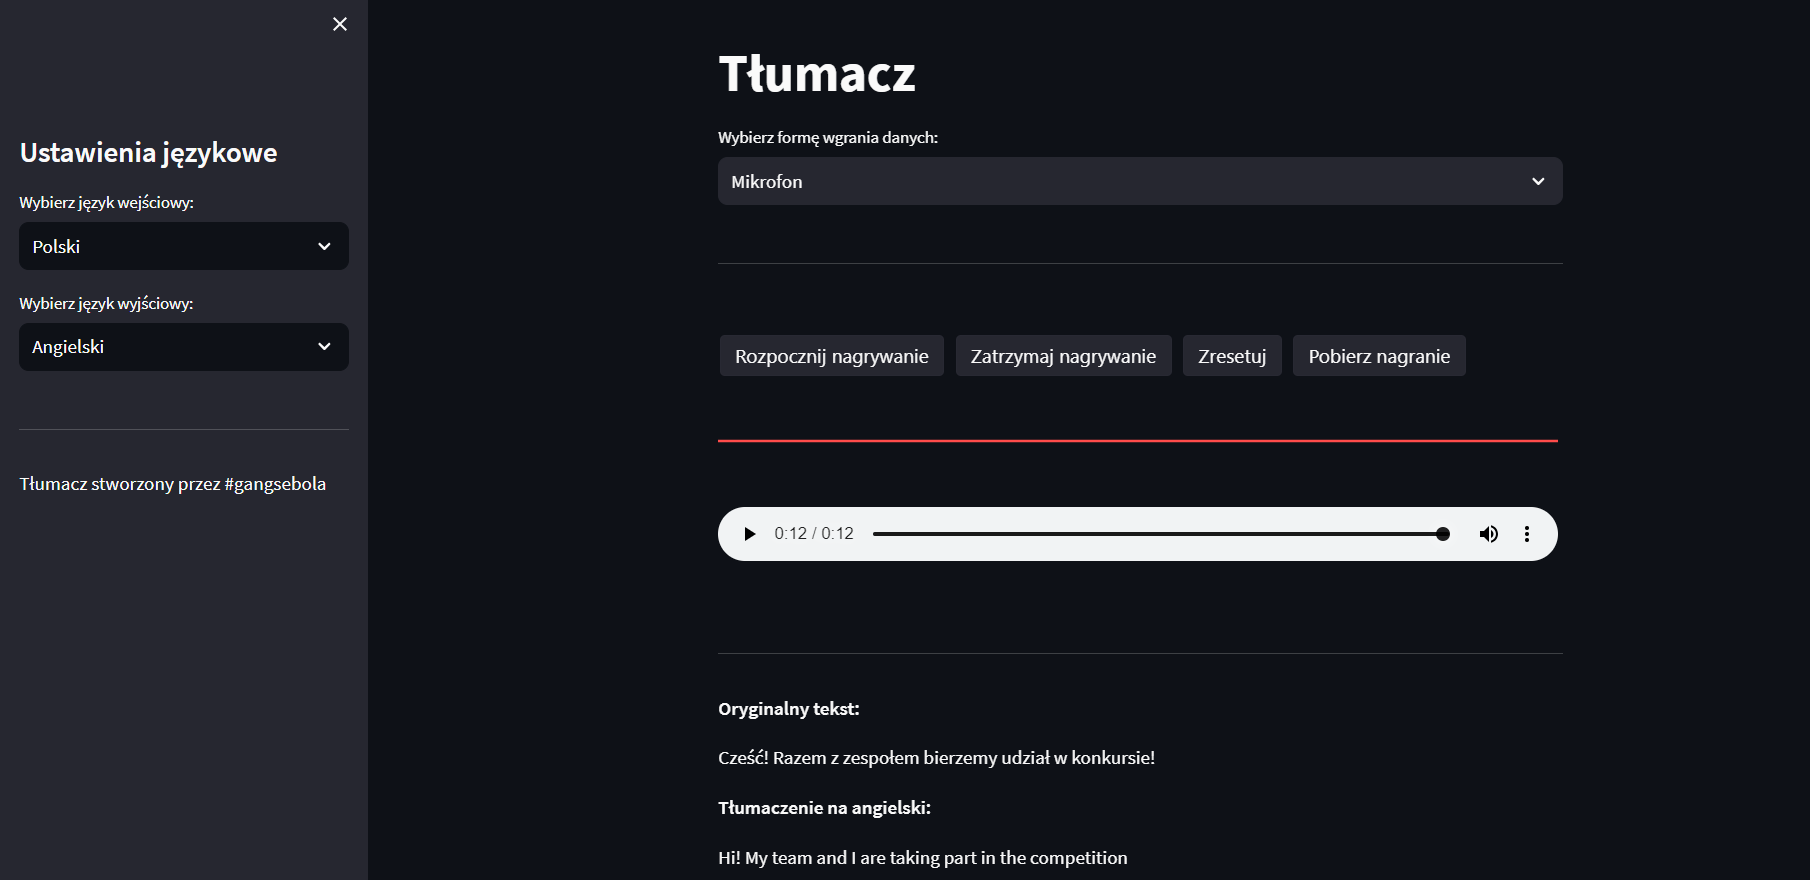 Ustawienia językowe
Wybierz język wejściowy:
Polski
Wybierz język wyjściowy:
Angielski
Tłumacz stworzony przez #gangsebola
Tłumacz
Wybierz formę wgrania danych:
Mikrofon
Rozpocznij nagrywanie Zatrzymaj nagrywanie Zresetuj Pobierz nagranie
0:12 / 0:12
Oryginalny tekst:
Cześć! Razem z zespołem bierzemy udział w konkursie!
Tłumaczenie na angielski:
Hi! My team and I are taking part in the competition